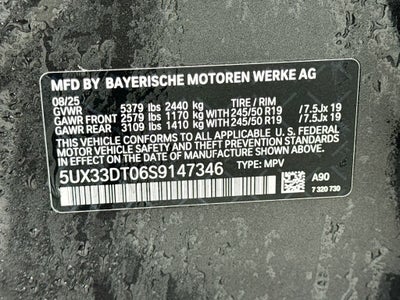 MFD BY BAYERISCHE MOTOREN WERKE AG
08/25
GVWR 5379 lbs 2440 kg TIRE / RIM
GAWR FRONT 2579 lbs 1170 kg WITH 245/50 R19 /7.5Jx 19
GAWR REAR 3109 lbs 1410 kg WITH 245/50 R19 /7.5Jx 19
THIS VEHICLE CONFORMS TO ALL APPLICABLE U.S. FEDERAL
MOTOR VEHICLE SAFETY, BUMPER, AND THEFT PREVENTION
STANDARDS IN EFFECT ON THE DATE OF MANUFACTURE SHOWN ABOVE.
5UX33DT06S9147346 TYPE: MPV
A90
7 320 730